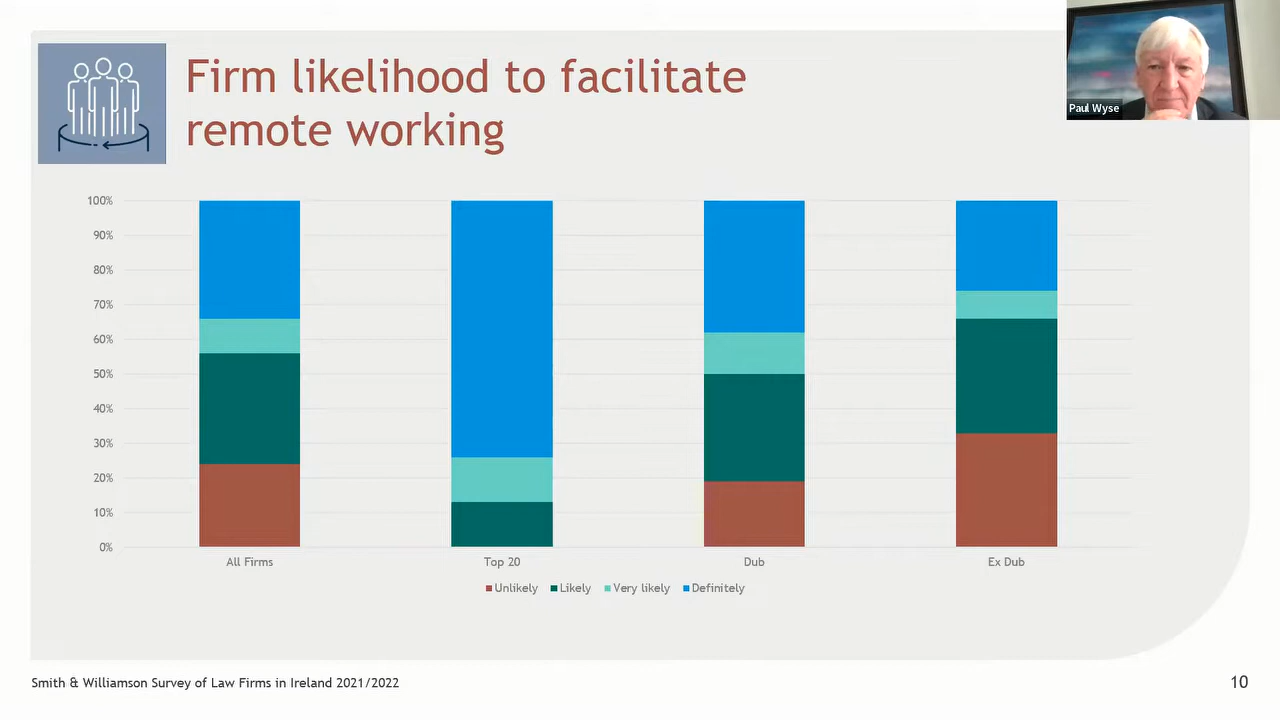 Firm likelihood to facilitate
remote working
Paul Wyse
100%
90%
80%
70%
60%
50%
40%
30%
20%
10%
0%
All Firms
Top 20
Dub
Ex Dub
Unlikely
Likely
Very likely
Definitely
Smith & Williamson Survey of Law Firms in Ireland 2021/2022
10